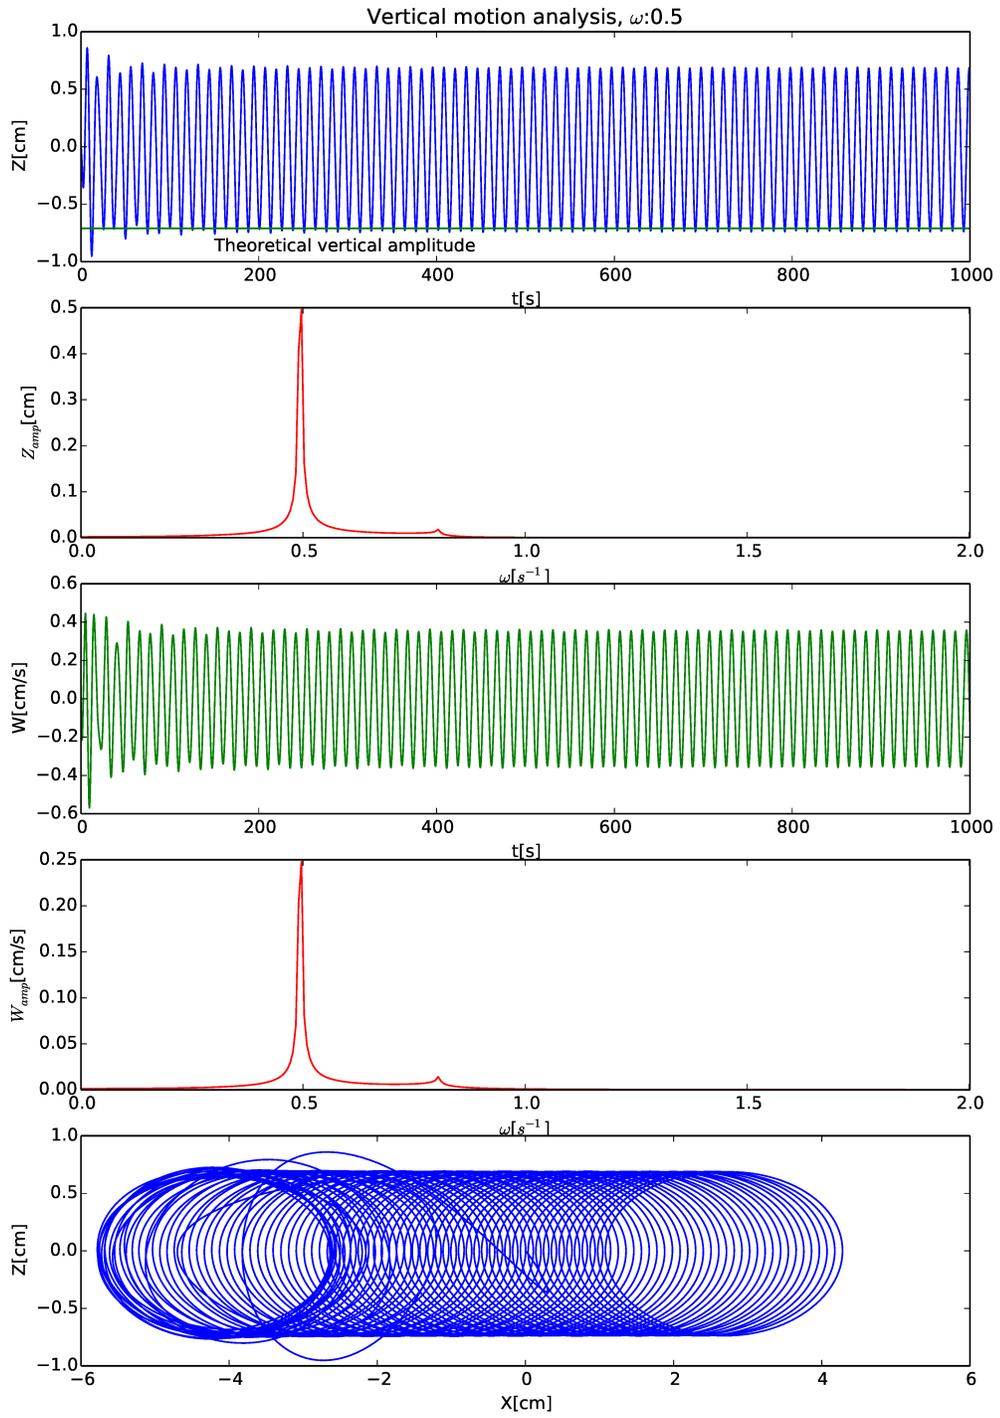 Vertical motion analysis, ω:0.5
1.0
0.5
0.0
−0.5
−1.0
Z[cm]
Theoretical vertical amplitude
0 200 400 600 800 1000
t[s]
0.5
0.4
0.3
0.2
0.1
0.0
Z_amp[cm]
0.0 0.5 1.0 1.5 2.0
ω[s⁻¹]
0.6
0.4
0.2
0.0
−0.2
−0.4
−0.6
W[cm/s]
0 200 400 600 800 1000
t[s]
0.25
0.20
0.15
0.10
0.05
0.00
W_amp[cm/s]
0.0 0.5 1.0 1.5 2.0
ω[s⁻¹]
1.0
0.5
0.0
−0.5
−1.0
Z[cm]
−6 −4 −2 0 2 4 6
X[cm]